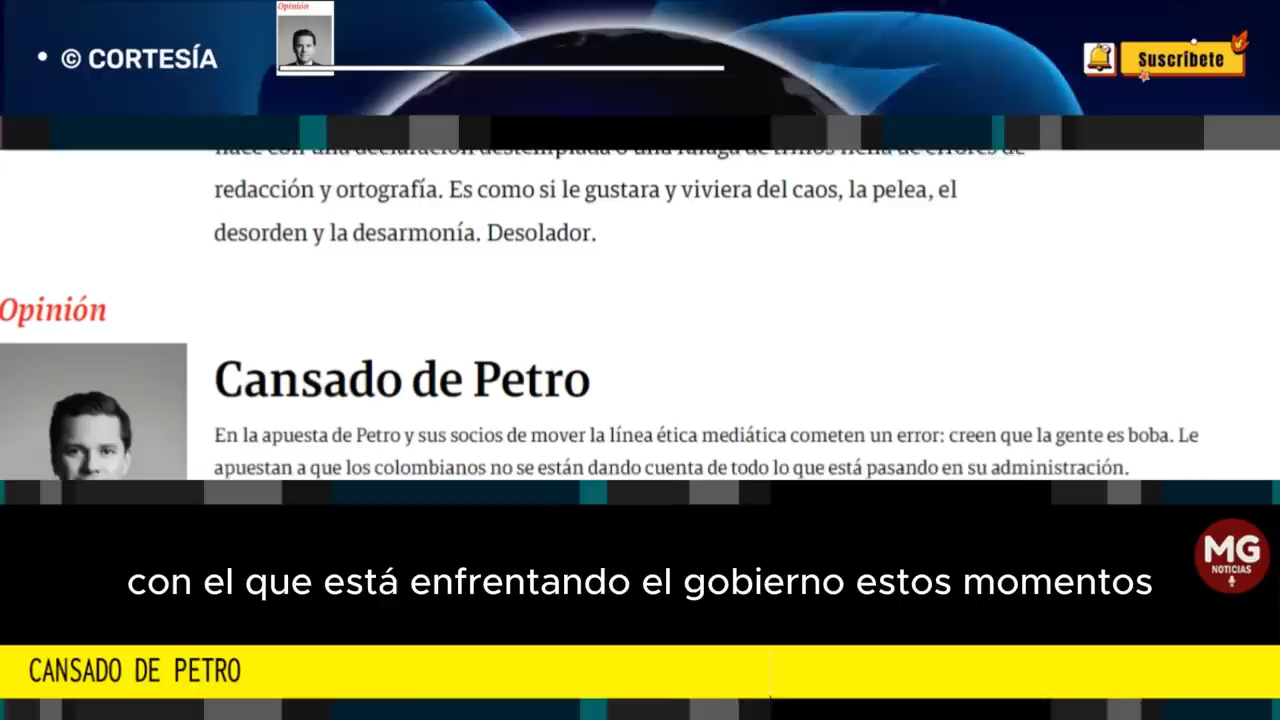 Opinión
• © CORTESÍA
Suscríbete
redacción y ortografía. Es como si le gustara y viviera del caos, la pelea, el
desorden y la desarmonía. Desolador.
Opinión
Cansado de Petro
En la apuesta de Petro y sus socios de mover la línea ética mediática cometen un error: creen que la gente es boba. Le
apuestan a que los colombianos no se están dando cuenta de todo lo que está pasando en su administración.
MG
NOTICIAS
con el que está enfrentando el gobierno estos momentos
CANSADO DE PETRO